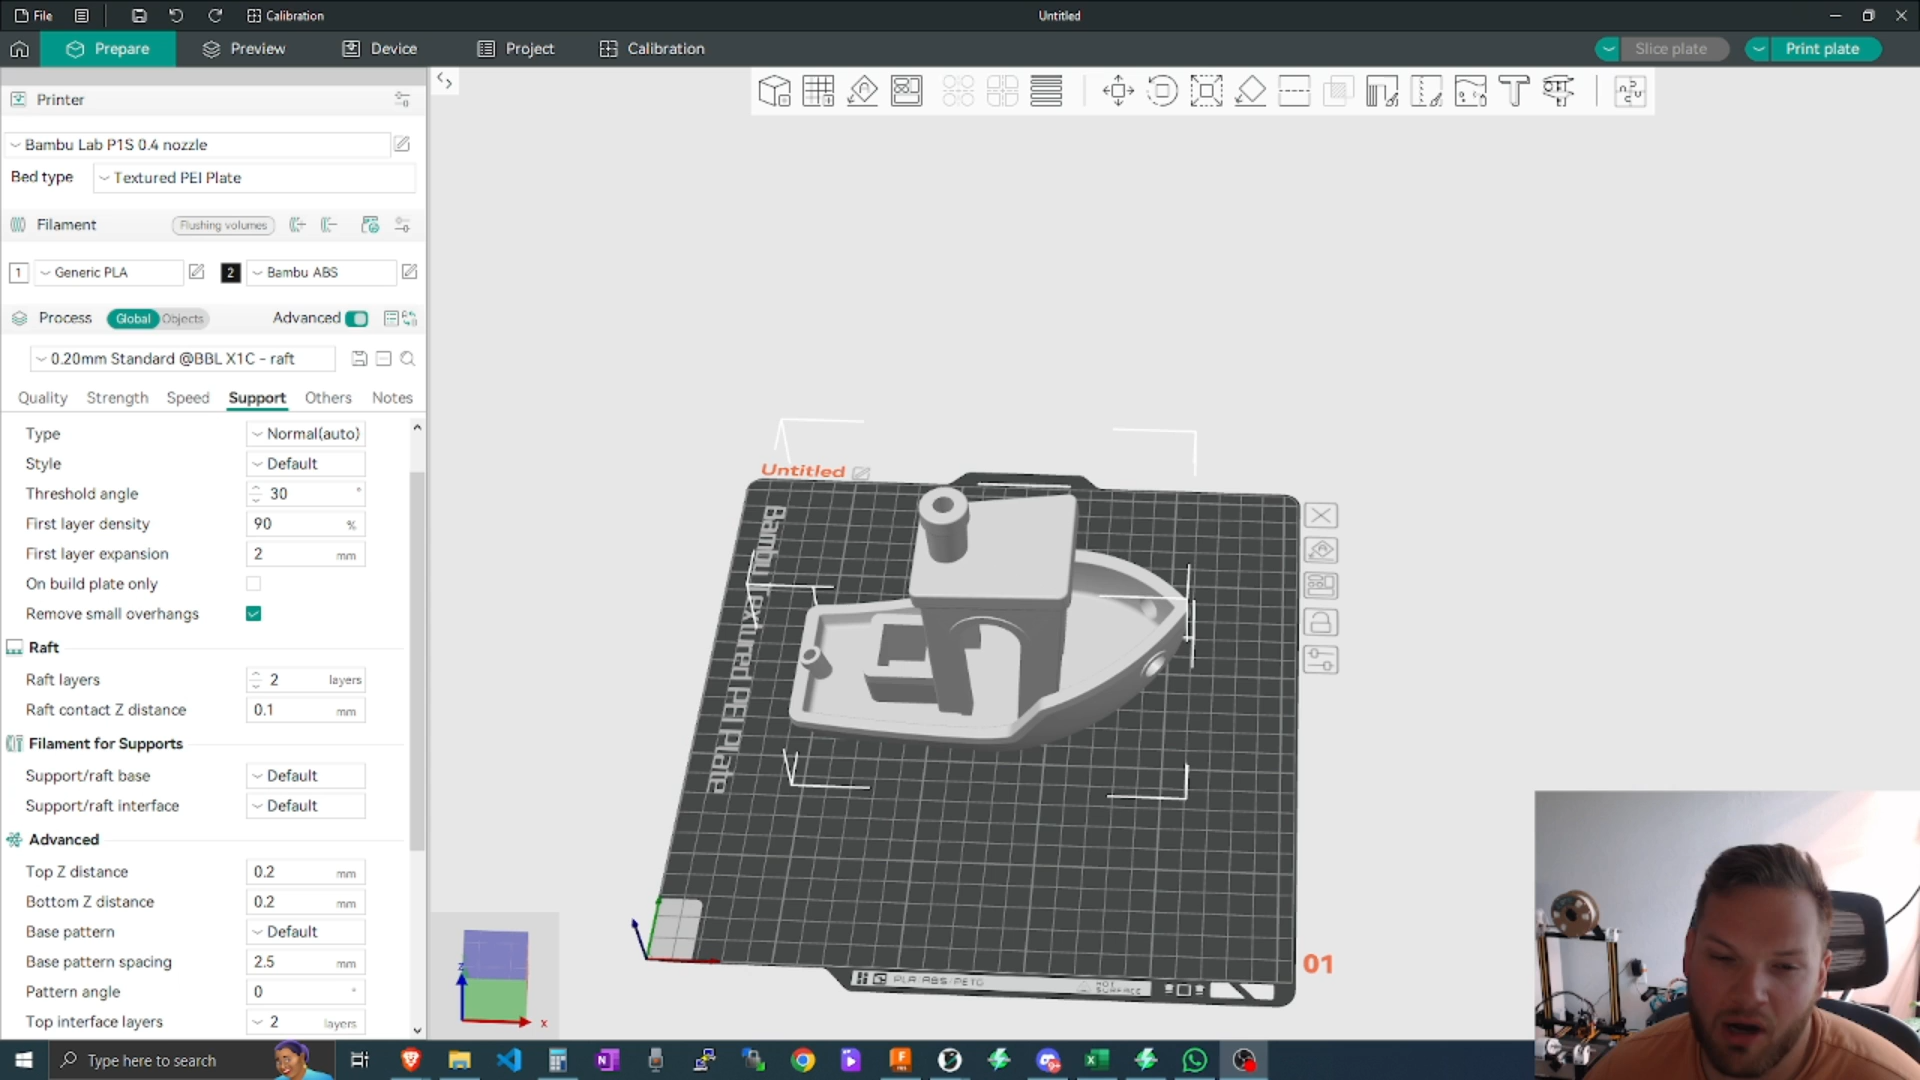 File
Calibration
Untitled
Prepare
Preview
Device
Project
Calibration
Slice plate
Print plate
Printer
Bambu Lab P1S 0.4 nozzle
Bed type
Textured PEI Plate
Filament
Flushing volumes
1
Generic PLA
2
Bambu ABS
Process
Global
Objects
Advanced
0.20mm Standard @BBL X1C - raft
Quality
Strength
Speed
Support
Others
Notes
Type
Normal(auto)
Style
Default
Threshold angle
30 °
First layer density
90 %
First layer expansion
2 mm
On build plate only
Remove small overhangs
Raft
Raft layers
2 layers
Raft contact Z distance
0.1 mm
Filament for Supports
Support/raft base
Default
Support/raft interface
Default
Advanced
Top Z distance
0.2 mm
Bottom Z distance
0.2 mm
Base pattern
Default
Base pattern spacing
2.5 mm
Pattern angle
0 °
Top interface layers
2 layers
Untitled
Bambu Textured PEI Plate
PLA/ABS/PETG
HOT
SURFACE
01
z
x
Type here to search